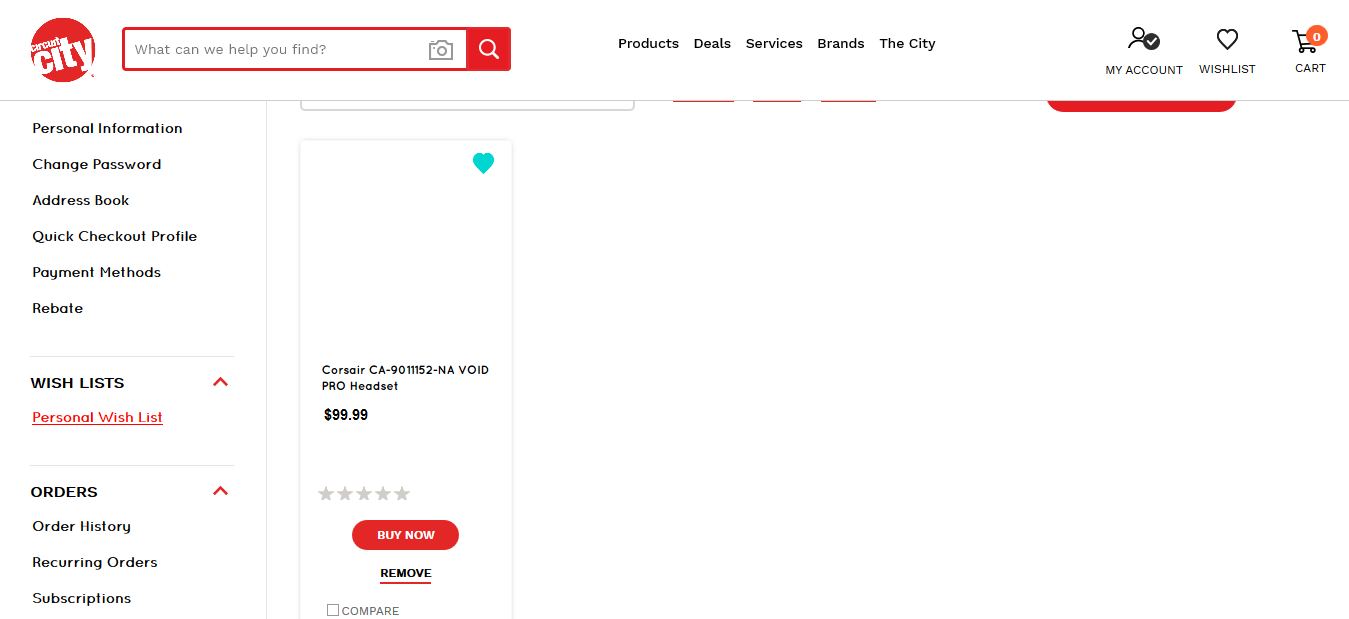 circuit
city
What can we help you find?
Products
Deals
Services
Brands
The City
MY ACCOUNT
WISHLIST
0
CART
Personal Information
Change Password
Address Book
Quick Checkout Profile
Payment Methods
Rebate
WISH LISTS
Personal Wish List
ORDERS
Order History
Recurring Orders
Subscriptions
Corsair CA-9011152-NA VOID
PRO Headset
$99.99
BUY NOW
REMOVE
COMPARE